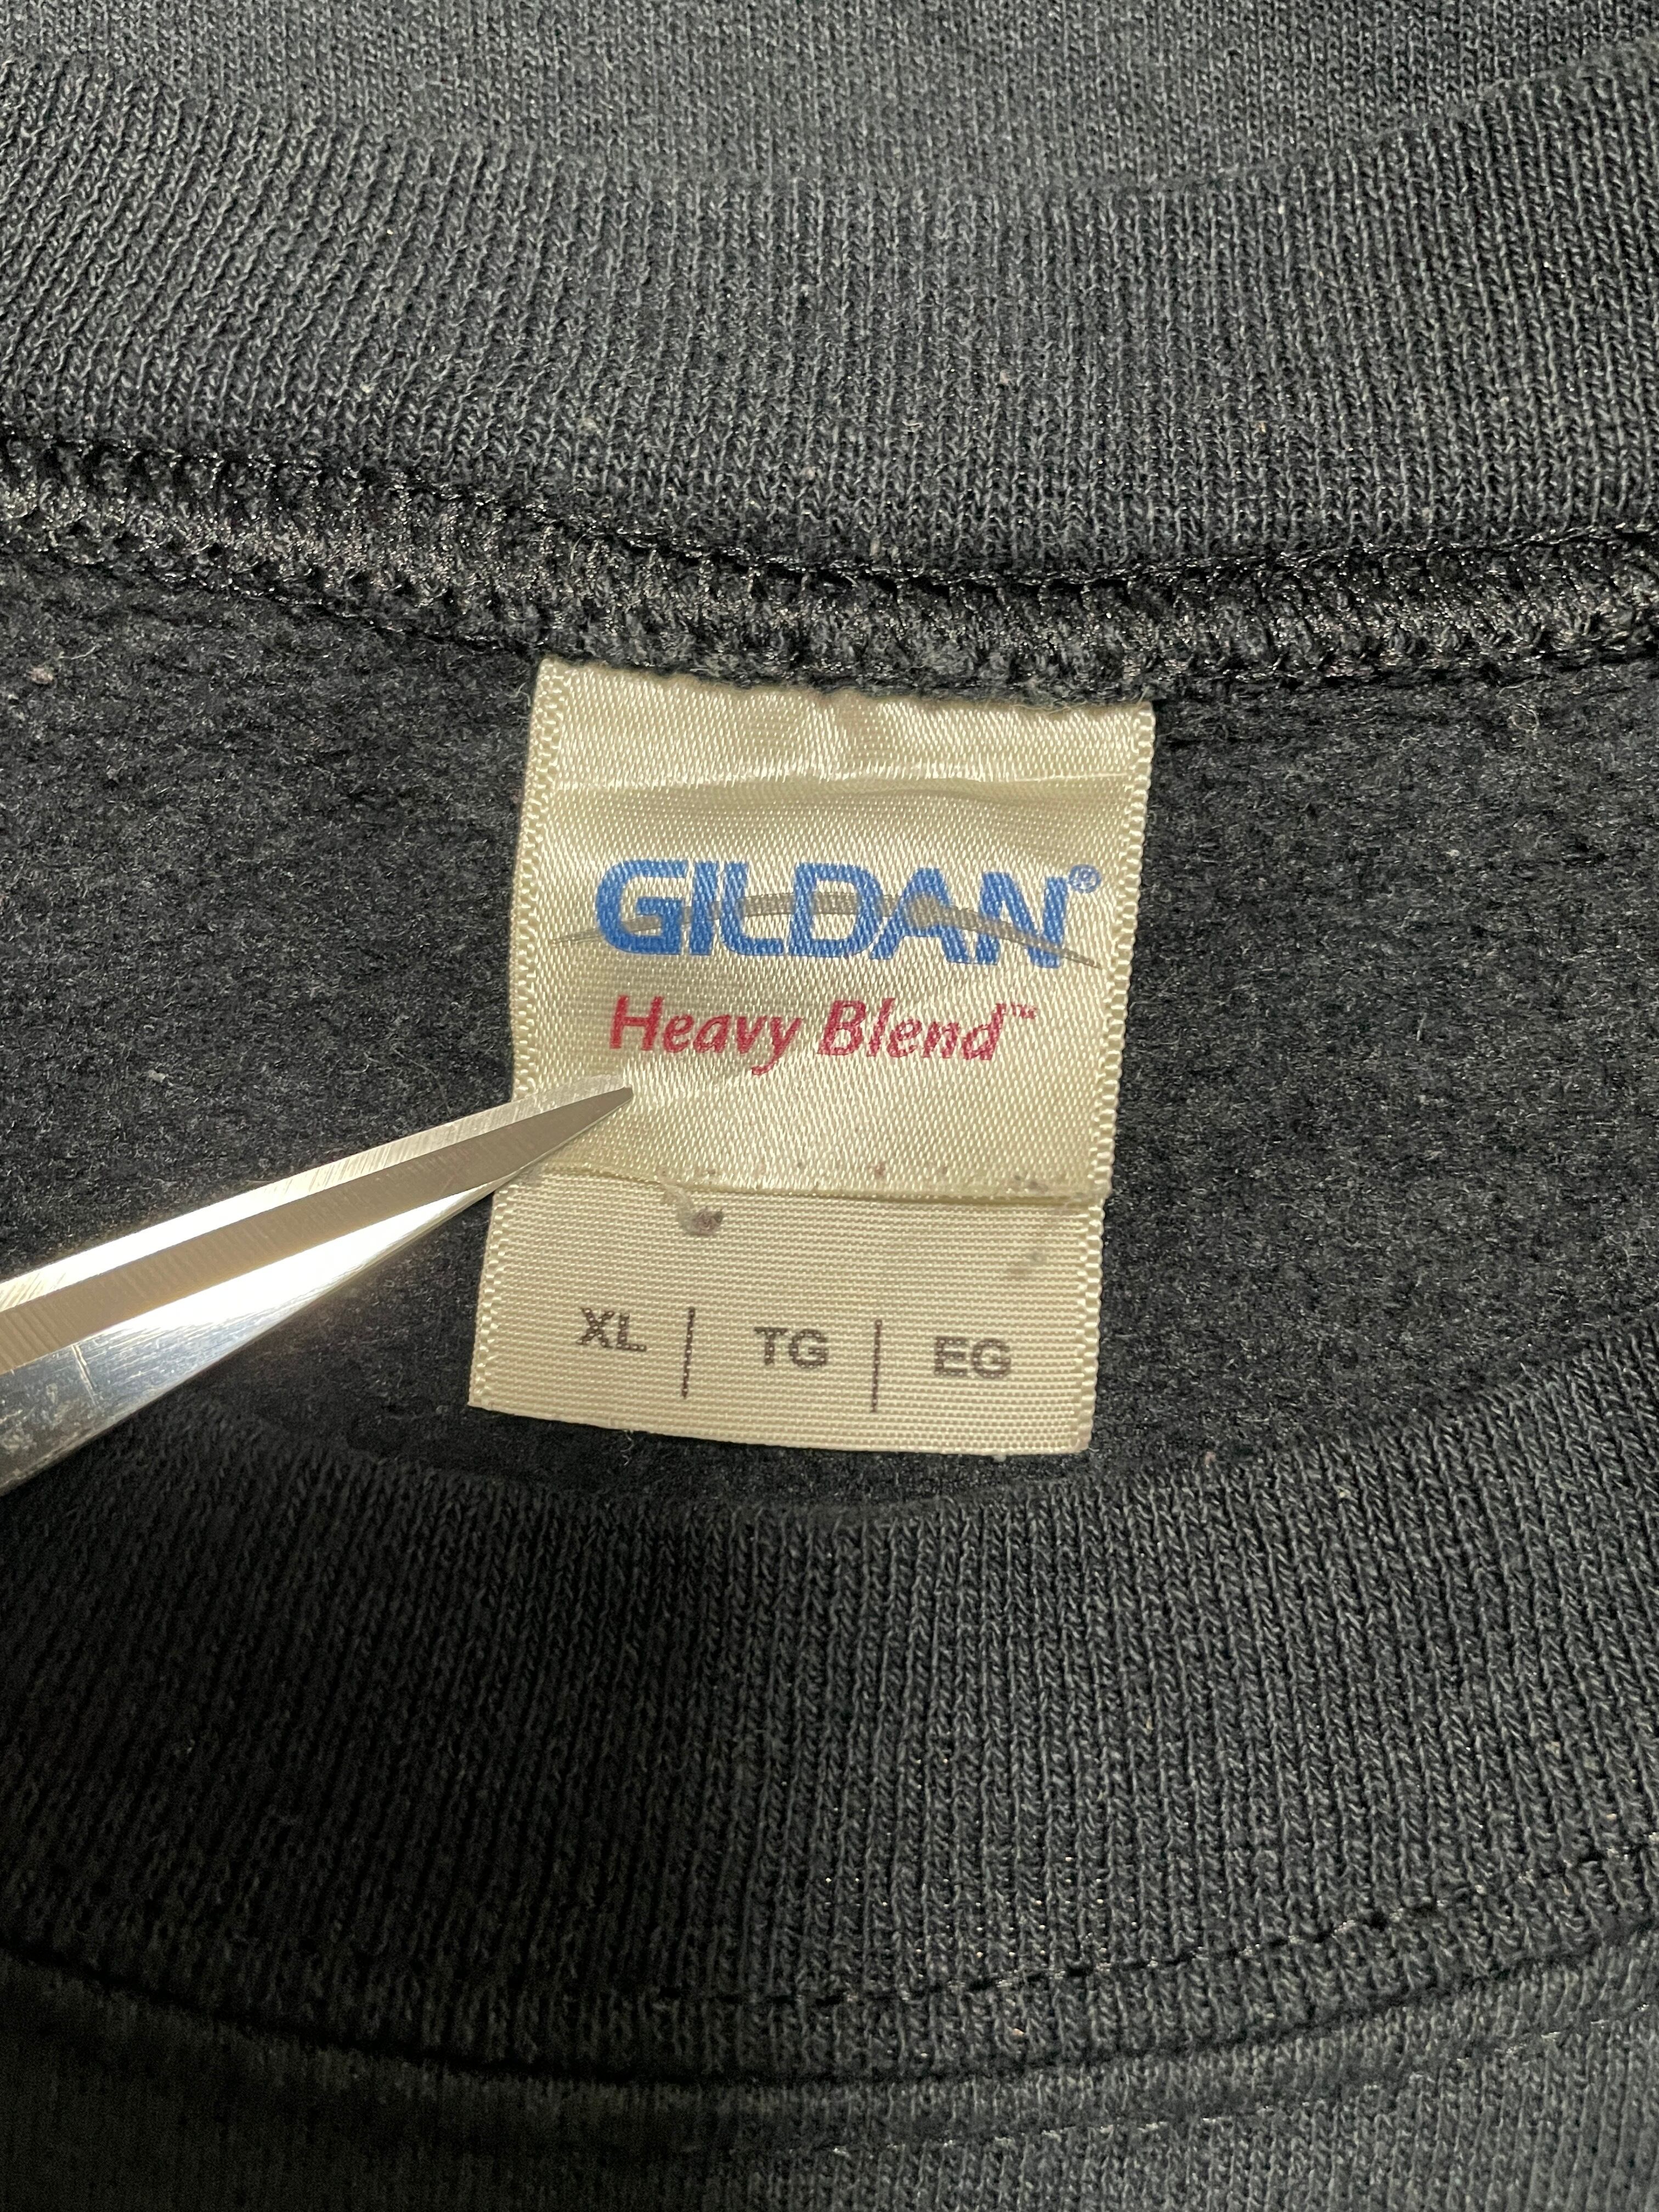 GILDAN®
Heavy Blend™
XL | TG | EG